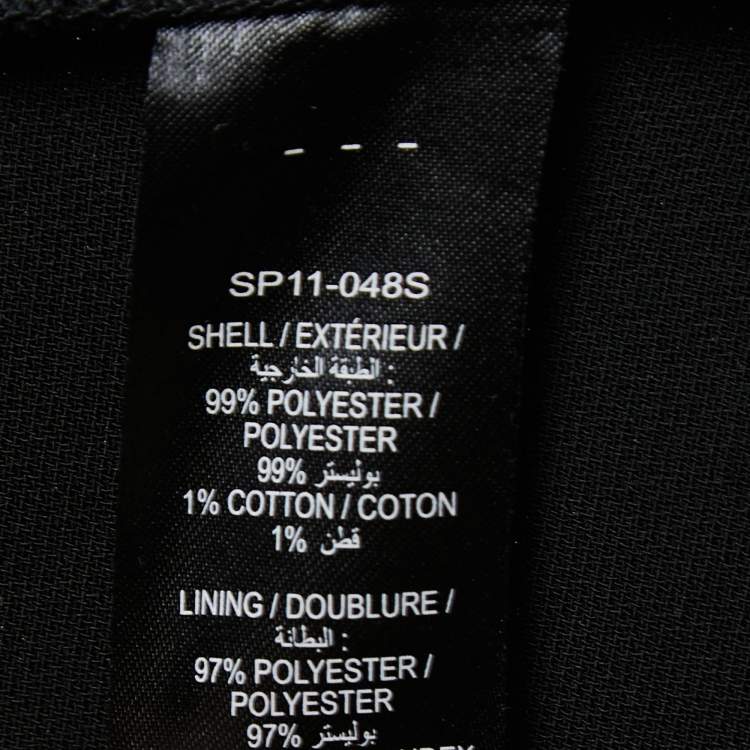 SP11-048S
SHELL / EXTÉRIEUR /
الطبقة الخارجية :
99% POLYESTER /
POLYESTER
99% بوليستر
1% COTTON / COTON
1% قطن
LINING / DOUBLURE /
البطانة :
97% POLYESTER /
POLYESTER
97% بوليستر